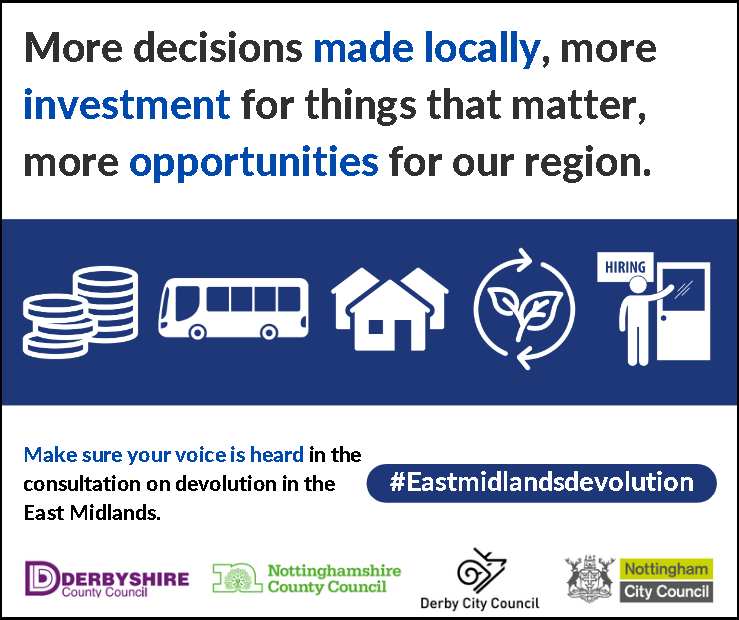 More decisions made locally, more
investment for things that matter,
more opportunities for our region.
HIRING
Make sure your voice is heard in the
consultation on devolution in the
East Midlands.
#Eastmidlandsdevolution
DERBYSHIRE
County Council
Nottinghamshire
County Council
Derby City Council
Nottingham
City Council